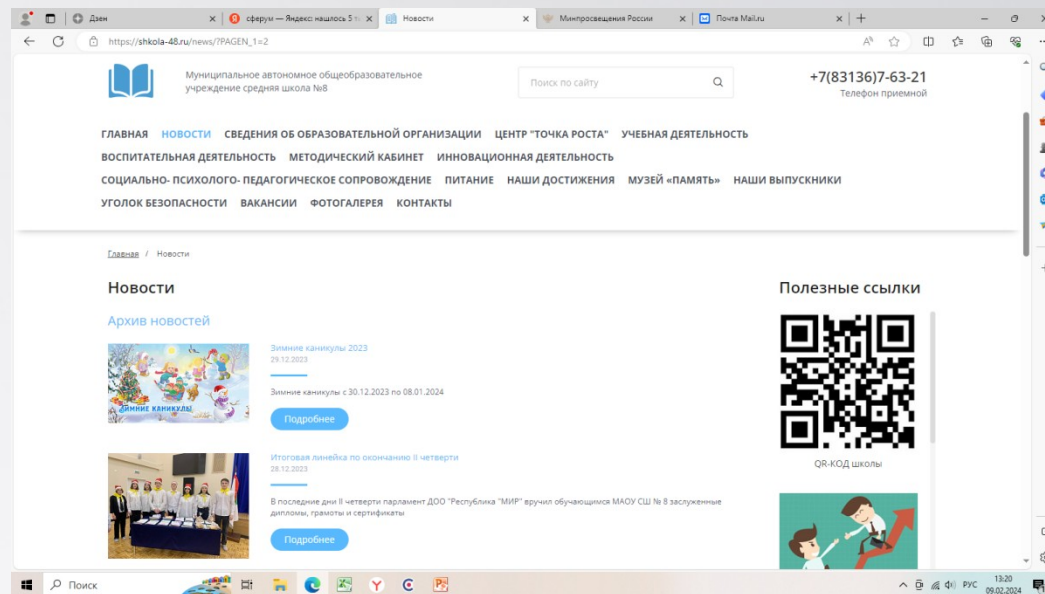 Дзен
сферум — Яндекс: нашлось 5 т
Новости
Минпросвещения России
Почта Mail.ru
https://shkola-48.ru/news/?PAGEN_1=2
Муниципальное автономное общеобразовательное
учреждение средняя школа №8
Поиск по сайту
+7(83136)7-63-21
Телефон приемной
ГЛАВНАЯ НОВОСТИ СВЕДЕНИЯ ОБ ОБРАЗОВАТЕЛЬНОЙ ОРГАНИЗАЦИИ ЦЕНТР "ТОЧКА РОСТА" УЧЕБНАЯ ДЕЯТЕЛЬНОСТЬ
ВОСПИТАТЕЛЬНАЯ ДЕЯТЕЛЬНОСТЬ МЕТОДИЧЕСКИЙ КАБИНЕТ ИННОВАЦИОННАЯ ДЕЯТЕЛЬНОСТЬ
СОЦИАЛЬНО- ПСИХОЛОГО- ПЕДАГОГИЧЕСКОЕ СОПРОВОЖДЕНИЕ ПИТАНИЕ НАШИ ДОСТИЖЕНИЯ МУЗЕЙ «ПАМЯТЬ» НАШИ ВЫПУСКНИКИ
УГОЛОК БЕЗОПАСНОСТИ ВАКАНСИИ ФОТОГАЛЕРЕЯ КОНТАКТЫ
Главная / Новости
Новости
Архив новостей
ЗИМНИЕ КАНИКУЛЫ
Зимние каникулы 2023
29.12.2023
Зимние каникулы с 30.12.2023 по 08.01.2024
Подробнее
Итоговая линейка по окончанию II четверти
28.12.2023
В последние дни II четверти парламент ДОО "Республика "МИР" вручил обучающимся МАОУ СШ № 8 заслуженные
дипломы, грамоты и сертификаты
Подробнее
Полезные ссылки
QR-КОД школы
Поиск
РУС
13:20
09.02.2024